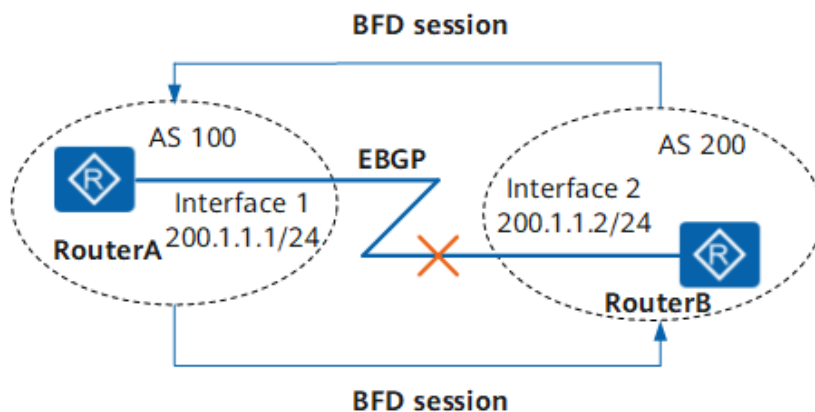 BFD session
AS 100
AS 200
EBGP
R
Interface 1
200.1.1.1/24
Interface 2
200.1.1.2/24
R
RouterA
RouterB
BFD session